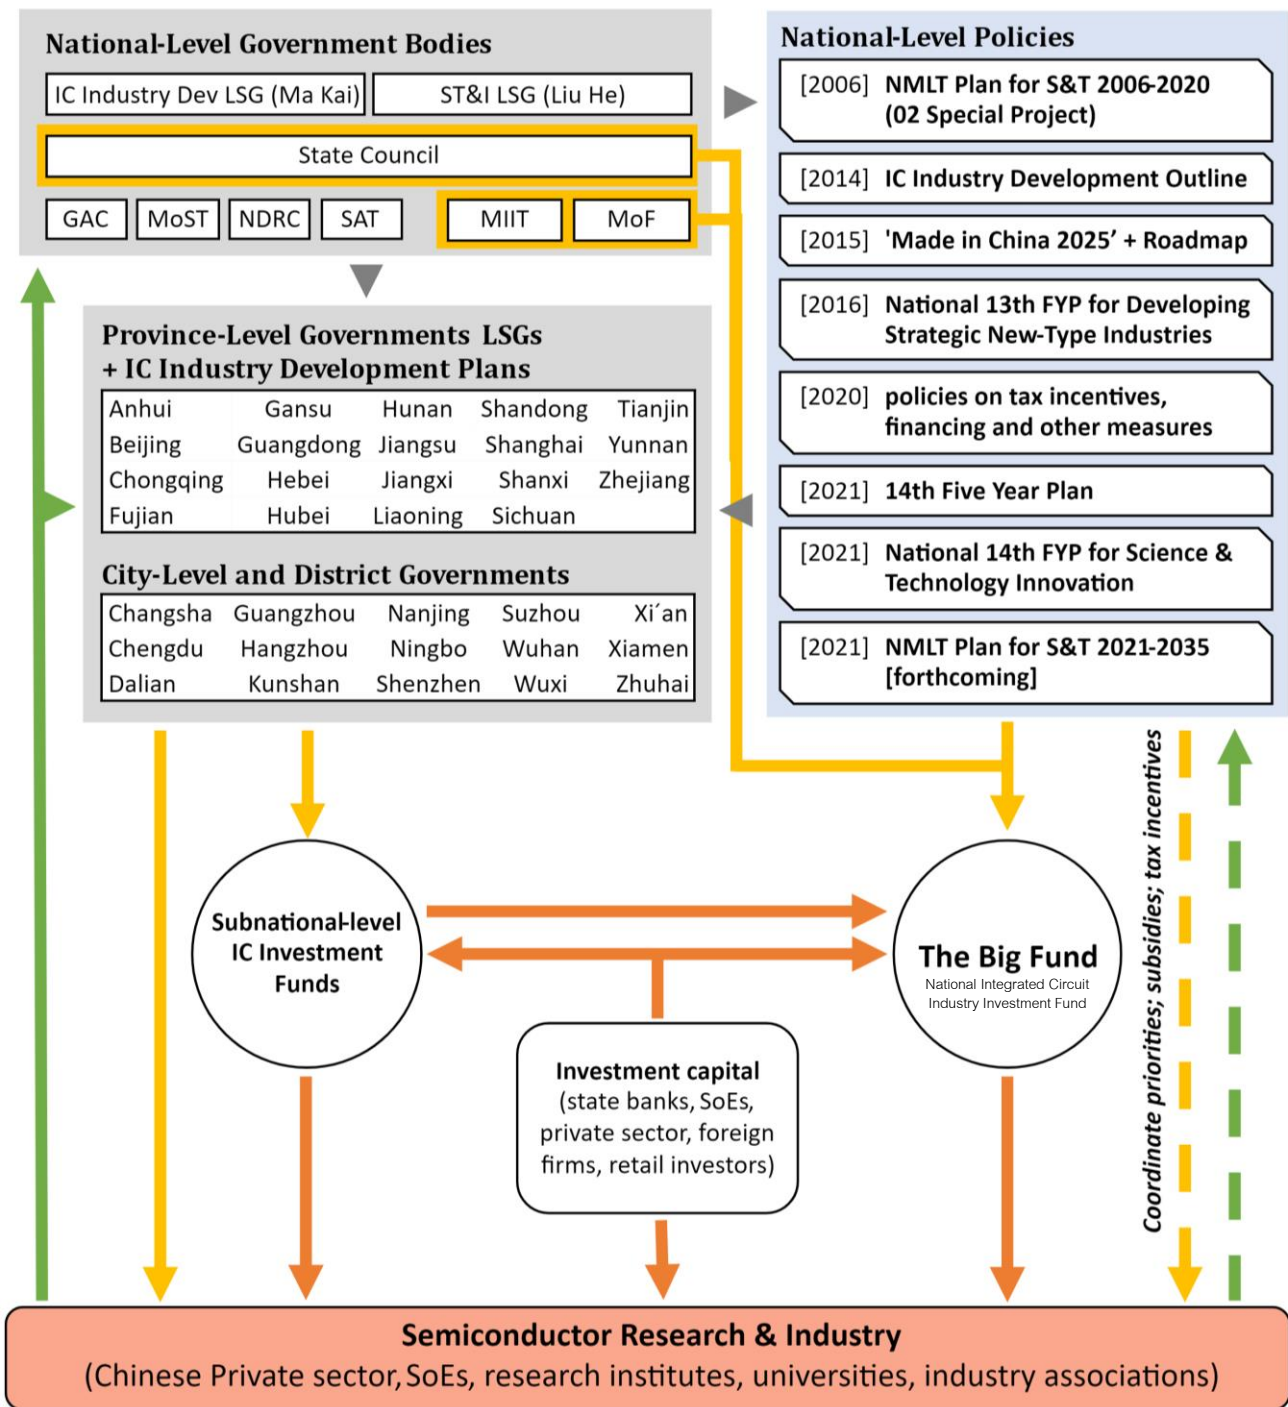 National-Level Government Bodies
IC Industry Dev LSG (Ma Kai)
ST&I LSG (Liu He)
State Council
GAC
MoST
NDRC
SAT
MIIT
MoF
National-Level Policies
[2006] NMLT Plan for S&T 2006-2020
(02 Special Project)
[2014] IC Industry Development Outline
[2015] 'Made in China 2025’ + Roadmap
[2016] National 13th FYP for Developing
Strategic New-Type Industries
[2020] policies on tax incentives,
financing and other measures
[2021] 14th Five Year Plan
[2021] National 14th FYP for Science &
Technology Innovation
[2021] NMLT Plan for S&T 2021-2035
[forthcoming]
Province-Level Governments LSGs
+ IC Industry Development Plans
Anhui Gansu Hunan Shandong Tianjin
Beijing Guangdong Jiangsu Shanghai Yunnan
Chongqing Hebei Jiangxi Shanxi Zhejiang
Fujian Hubei Liaoning Sichuan
City-Level and District Governments
Changsha Guangzhou Nanjing Suzhou Xi´an
Chengdu Hangzhou Ningbo Wuhan Xiamen
Dalian Kunshan Shenzhen Wuxi Zhuhai
Subnational-level
IC Investment
Funds
The Big Fund
National Integrated Circuit
Industry Investment Fund
Investment capital
(state banks, SoEs,
private sector, foreign
firms, retail investors)
Coordinate priorities; subsidies; tax incentives
Semiconductor Research & Industry
(Chinese Private sector, SoEs, research institutes, universities, industry associations)